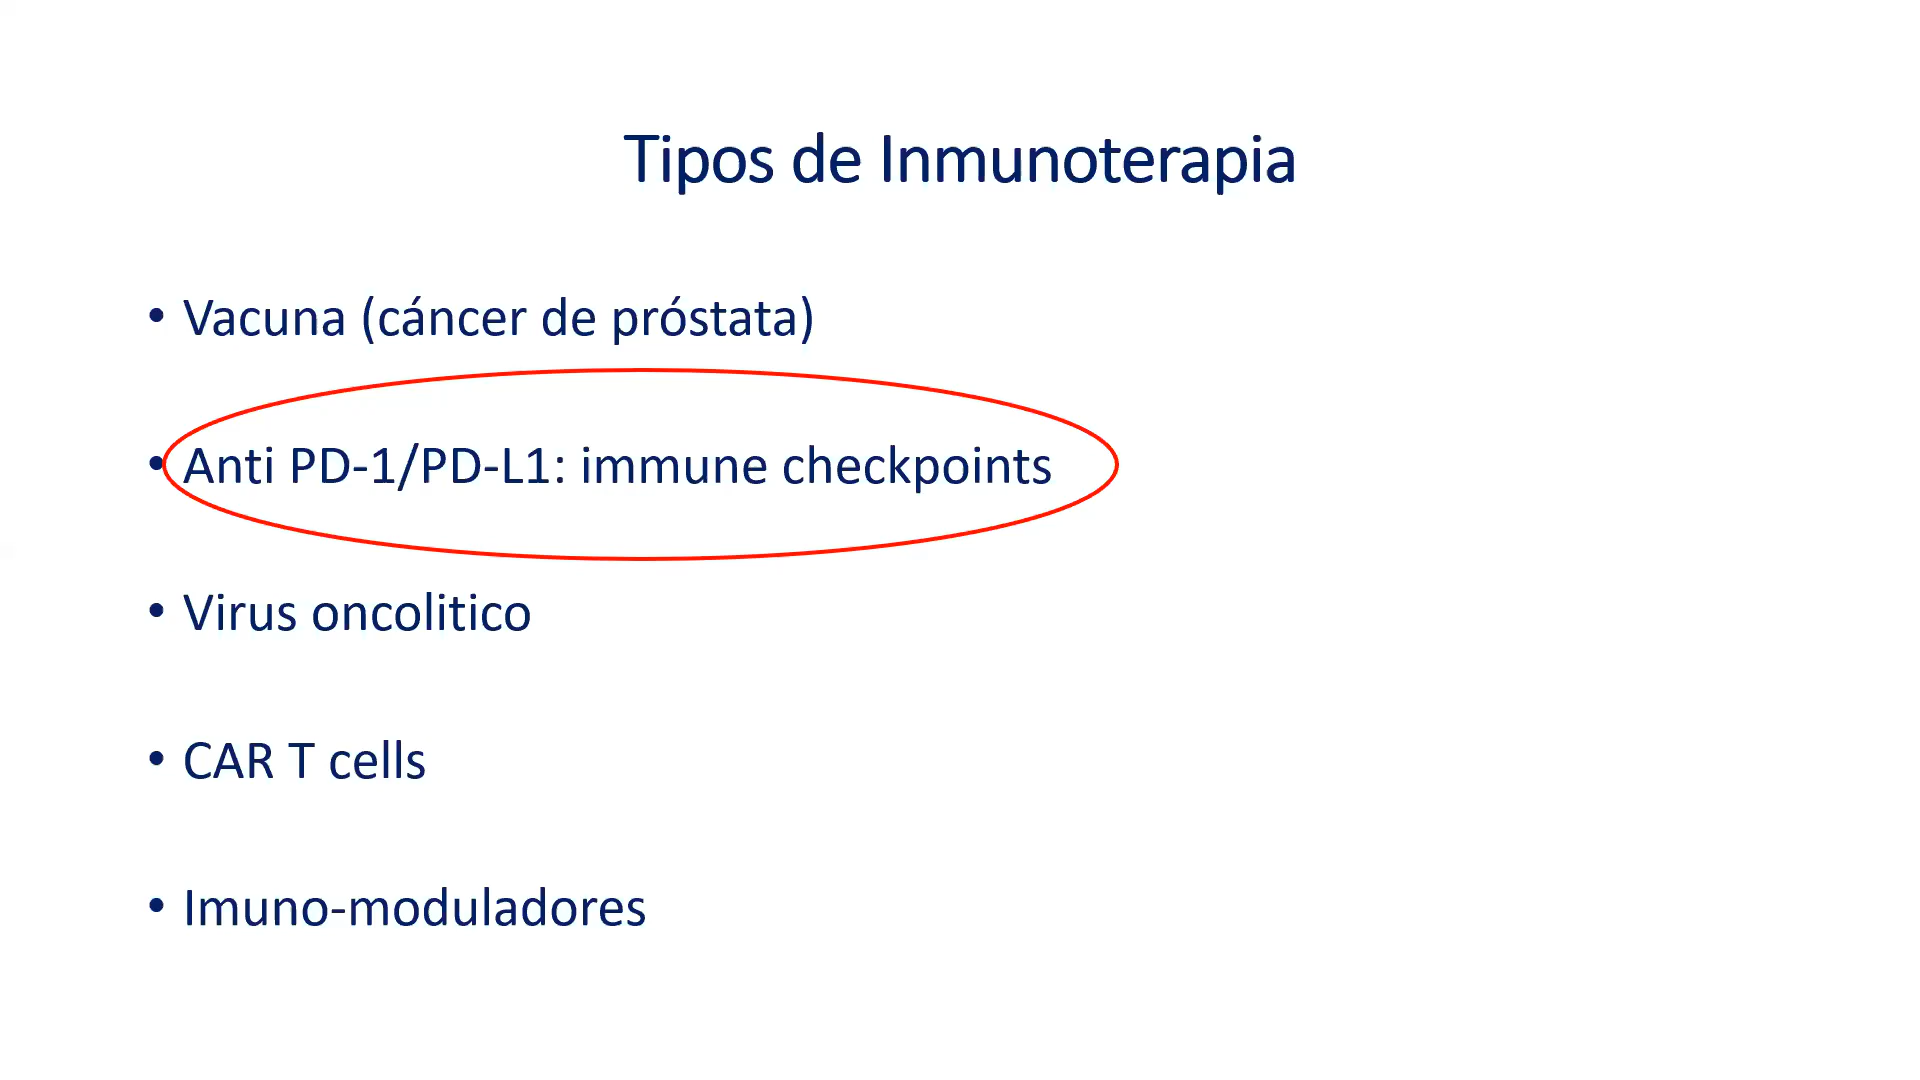 Tipos de Inmunoterapia
• Vacuna (cáncer de próstata)
• Anti PD-1/PD-L1: immune checkpoints
• Virus oncolitico
• CAR T cells
• Imuno-moduladores